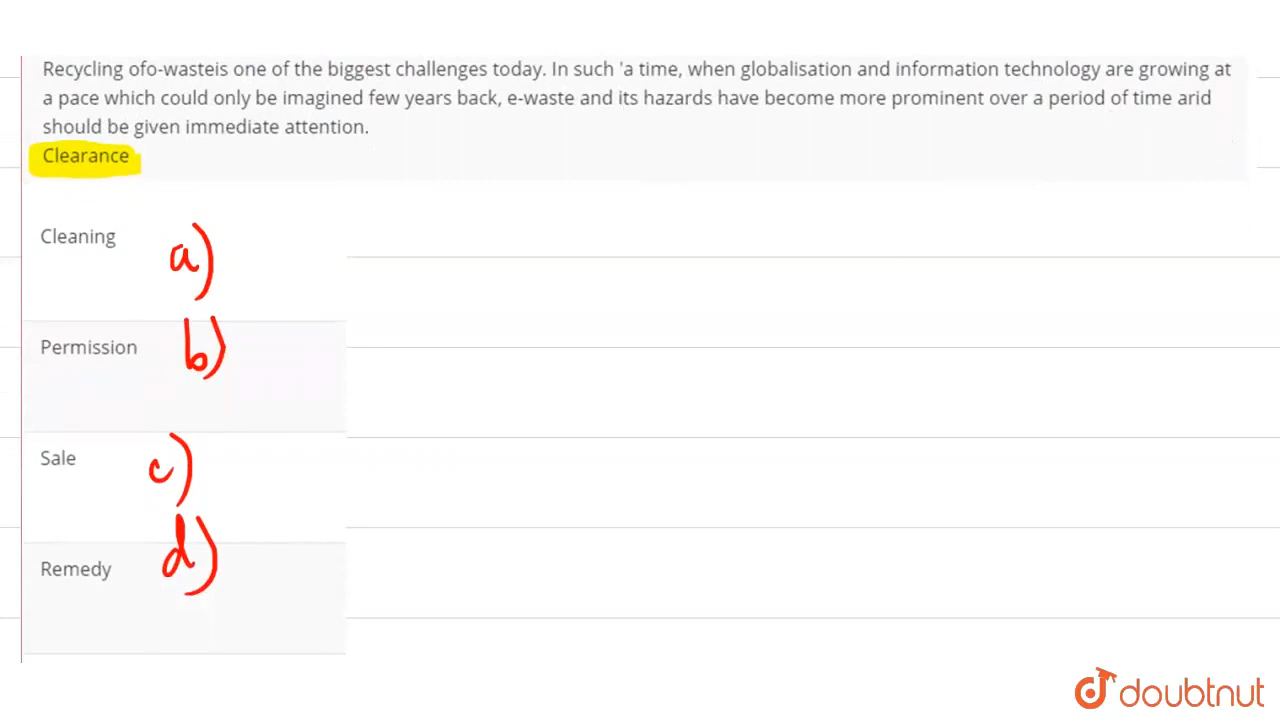 Recycling ofo-wasteis one of the biggest challenges today. In such 'a time, when globalisation and information technology are growing at
a pace which could only be imagined few years back, e-waste and its hazards have become more prominent over a period of time arid
should be given immediate attention.
Clearance
Cleaning a)
Permission b)
Sale c)
Remedy d)
doubtnut